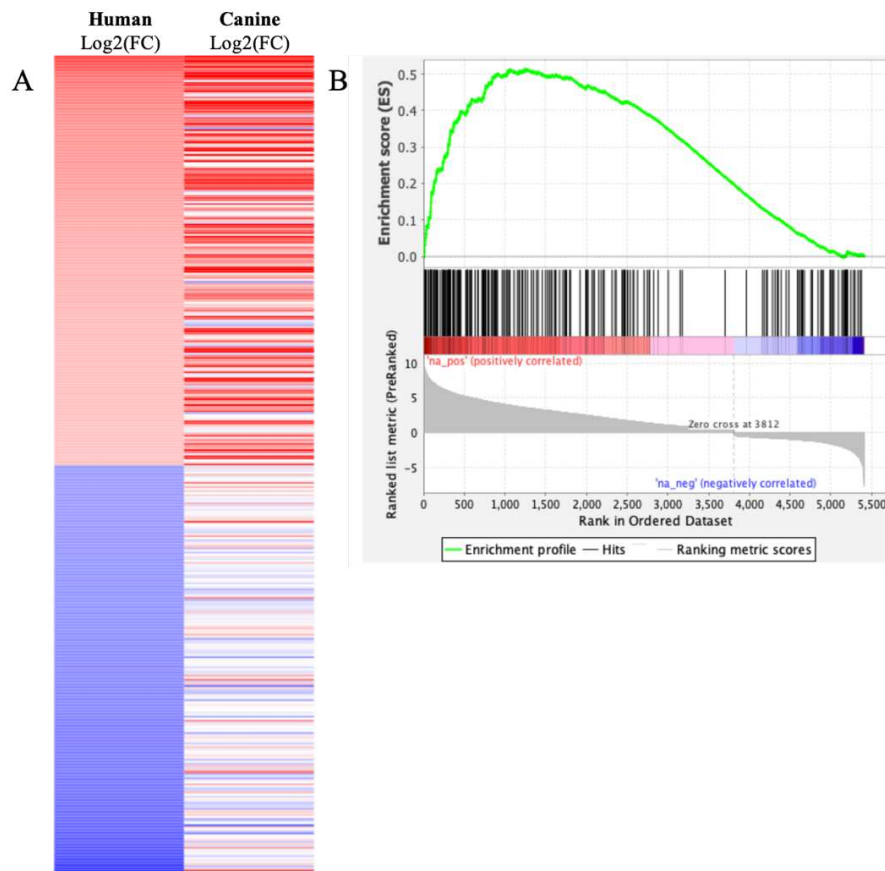 Human Canine
Log2(FC) Log2(FC)
A
B
Enrichment score (ES)
0.5
0.4
0.3
0.2
0.1
0.0
'na_pos' (positively correlated)
Ranked list metric (PreRanked)
10
5
0
-5
Zero cross at 3812
'na_neg' (negatively correlated)
0 500 1,000 1,500 2,000 2,500 3,000 3,500 4,000 4,500 5,000 5,500
Rank in Ordered Dataset
Enrichment profile Hits Ranking metric scores